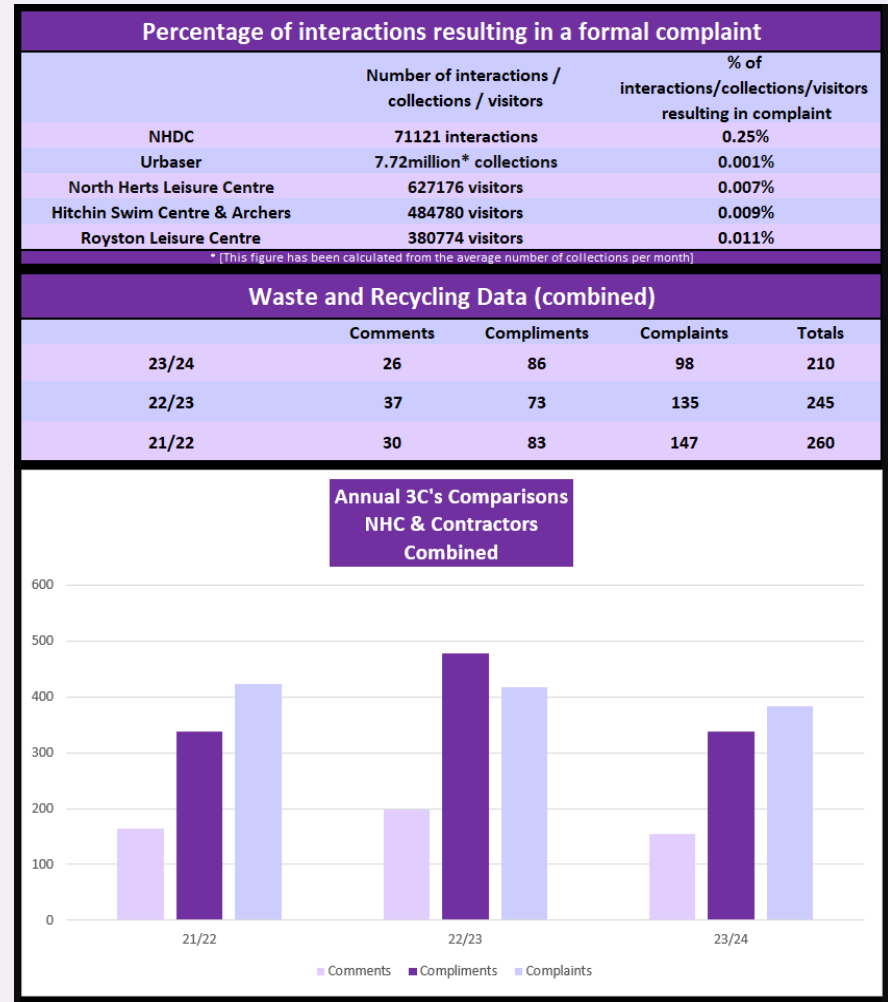 Percentage of interactions resulting in a formal complaint
Number of interactions / collections / visitors
% of interactions/collections/visitors resulting in complaint
NHDC 71121 interactions 0.25%
Urbaser 7.72million* collections 0.001%
North Herts Leisure Centre 627176 visitors 0.007%
Hitchin Swim Centre & Archers 484780 visitors 0.009%
Royston Leisure Centre 380774 visitors 0.011%
* [This figure has been calculated from the average number of collections per month]
Waste and Recycling Data (combined)
Comments Compliments Complaints Totals
23/24 26 86 98 210
22/23 37 73 135 245
21/22 30 83 147 260
Annual 3C's Comparisons
NHC & Contractors
Combined
600
500
400
300
200
100
0
21/22 22/23 23/24
Comments Compliments Complaints